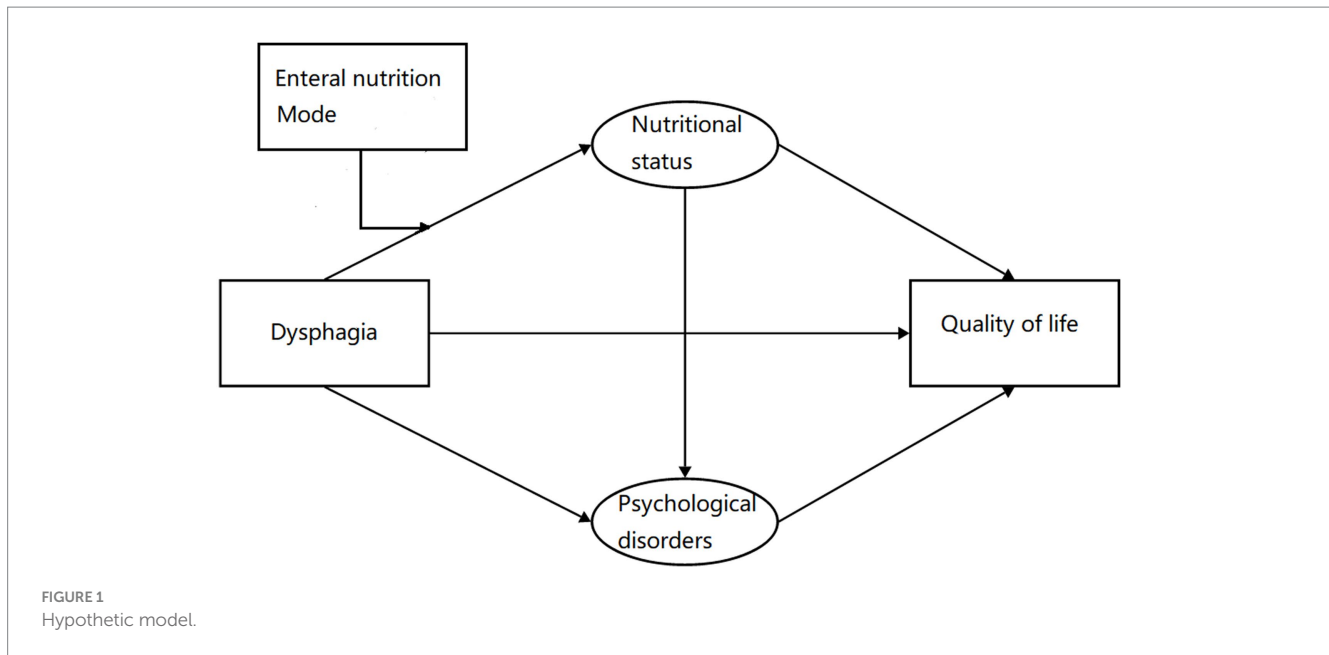 Enteral nutrition
Mode
Nutritional
status
Dysphagia
Quality of life
Psychological
disorders
FIGURE 1
Hypothetic model.